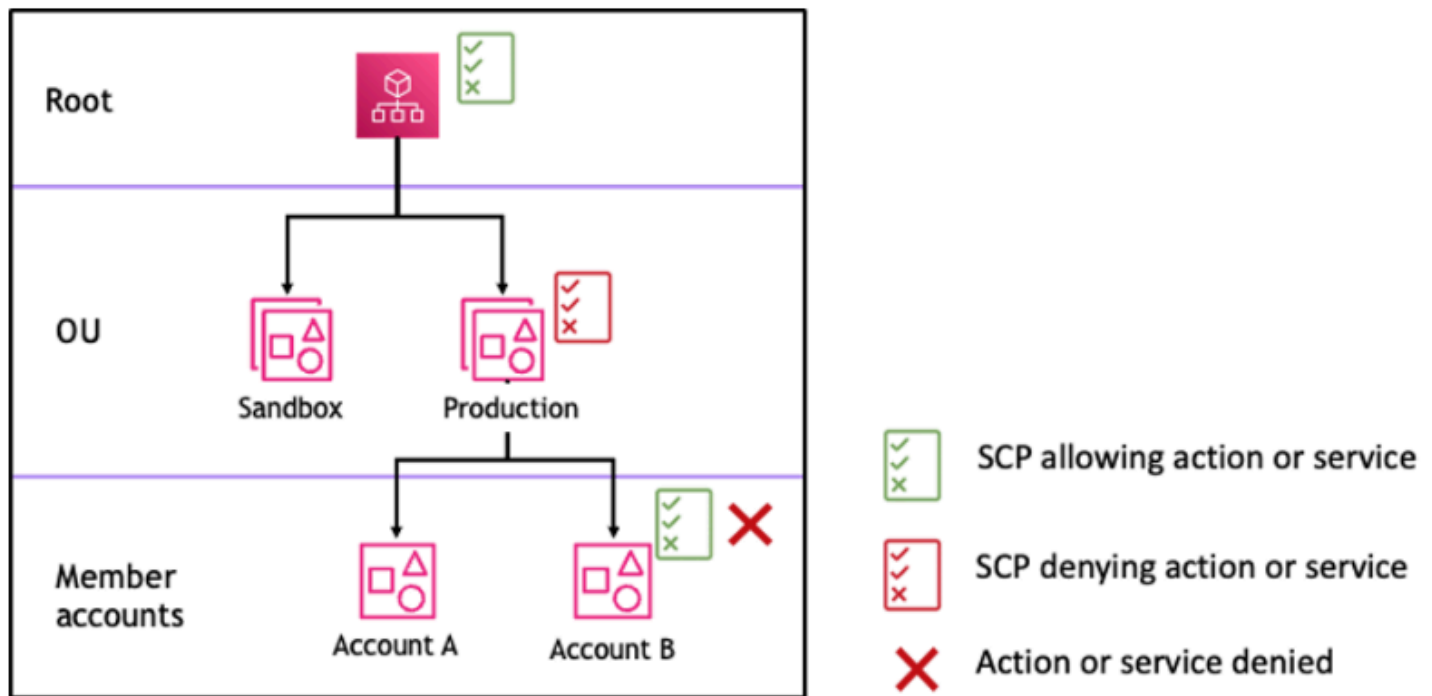 Root
OU
Sandbox
Production
Member
accounts
Account A
Account B
SCP allowing action or service
SCP denying action or service
Action or service denied